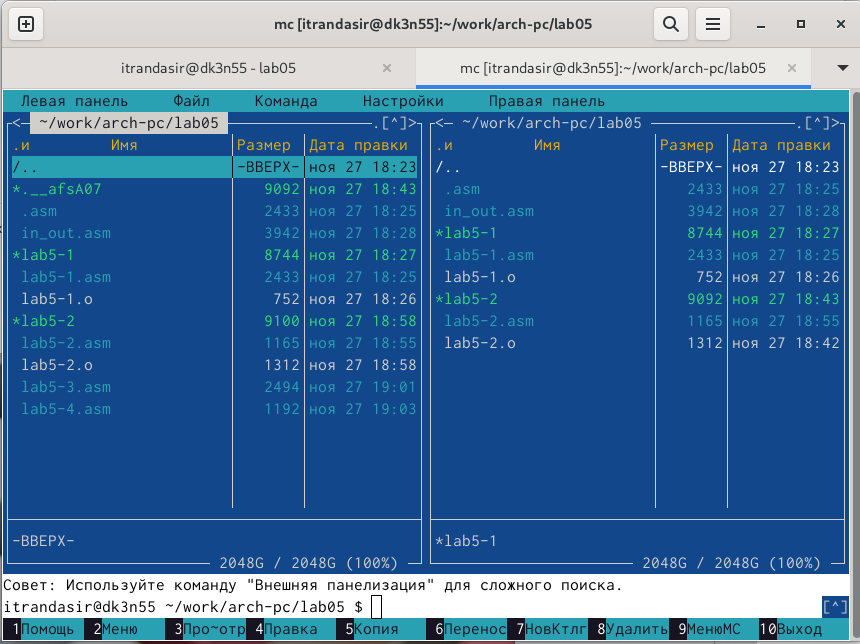 mc [itrandasir@dk3n55]:~/work/arch-pc/lab05
itrandasir@dk3n55 - lab05 × mc [itrandasir@dk3n55]:~/work/arch-pc/lab05 ×
Левая панель Файл Команда Настройки Правая панель
<─ ~/work/arch-pc/lab05 .[^]> <─ ~/work/arch-pc/lab05 .[^]>
.и Имя Размер Дата правки .и Имя Размер Дата правки
/.. -ВВЕРХ- ноя 27 18:23 /.. -ВВЕРХ- ноя 27 18:23
*.__afsA07 9092 ноя 27 18:43 .asm 2433 ноя 27 18:25
.asm 2433 ноя 27 18:25 in_out.asm 3942 ноя 27 18:28
in_out.asm 3942 ноя 27 18:28 *lab5-1 8744 ноя 27 18:27
*lab5-1 8744 ноя 27 18:27 lab5-1.asm 2433 ноя 27 18:25
lab5-1.asm 2433 ноя 27 18:25 lab5-1.o 752 ноя 27 18:26
lab5-1.o 752 ноя 27 18:26 *lab5-2 9092 ноя 27 18:43
*lab5-2 9100 ноя 27 18:58 lab5-2.asm 1165 ноя 27 18:55
lab5-2.asm 1165 ноя 27 18:55 lab5-2.o 1312 ноя 27 18:42
lab5-2.o 1312 ноя 27 18:58
lab5-3.asm 2494 ноя 27 19:01
lab5-4.asm 1192 ноя 27 19:03
-ВВЕРХ- *lab5-1
2048G / 2048G (100%) 2048G / 2048G (100%)
Совет: Используйте команду "Внешняя панелизация" для сложного поиска.
itrandasir@dk3n55 ~/work/arch-pc/lab05 $ [^]
1Помощь 2Меню 3Про~отр 4Правка 5Копия 6Перенос 7НовКтлг 8Удалить 9МенюМС 10Выход